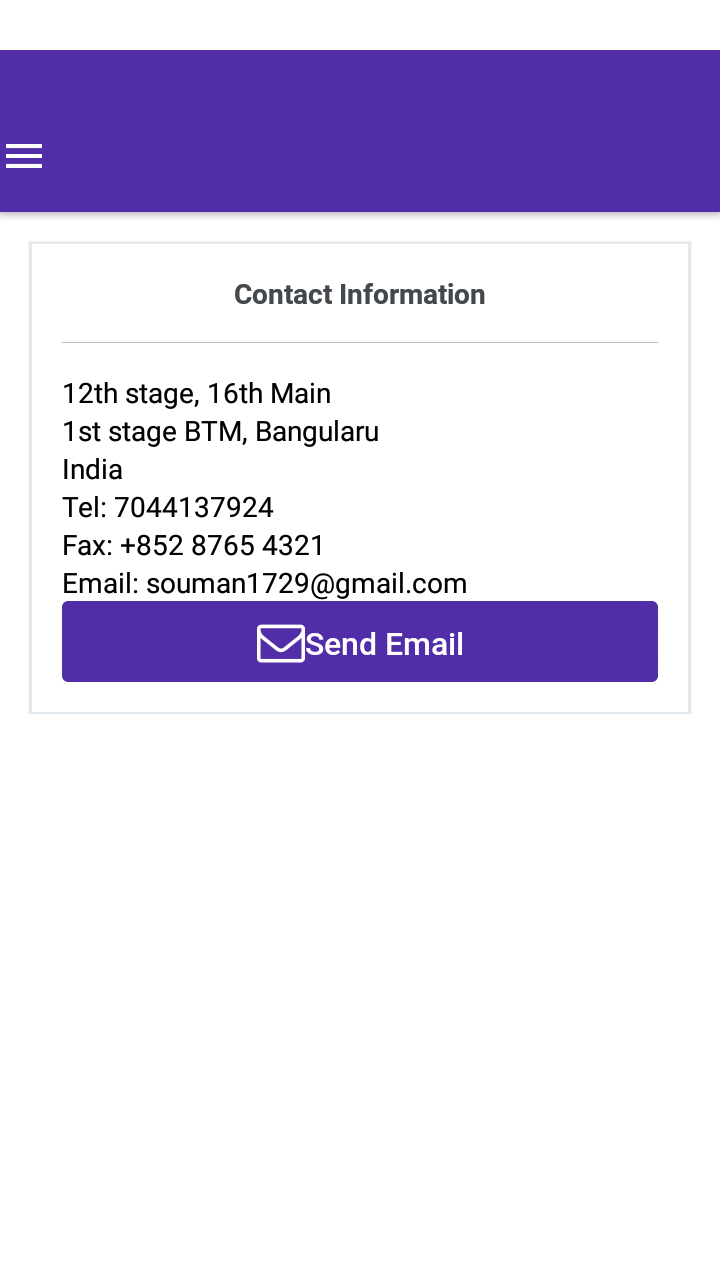 Contact Information
12th stage, 16th Main
1st stage BTM, Bangularu
India
Tel: 7044137924
Fax: +852 8765 4321
Email: souman1729@gmail.com
Send Email